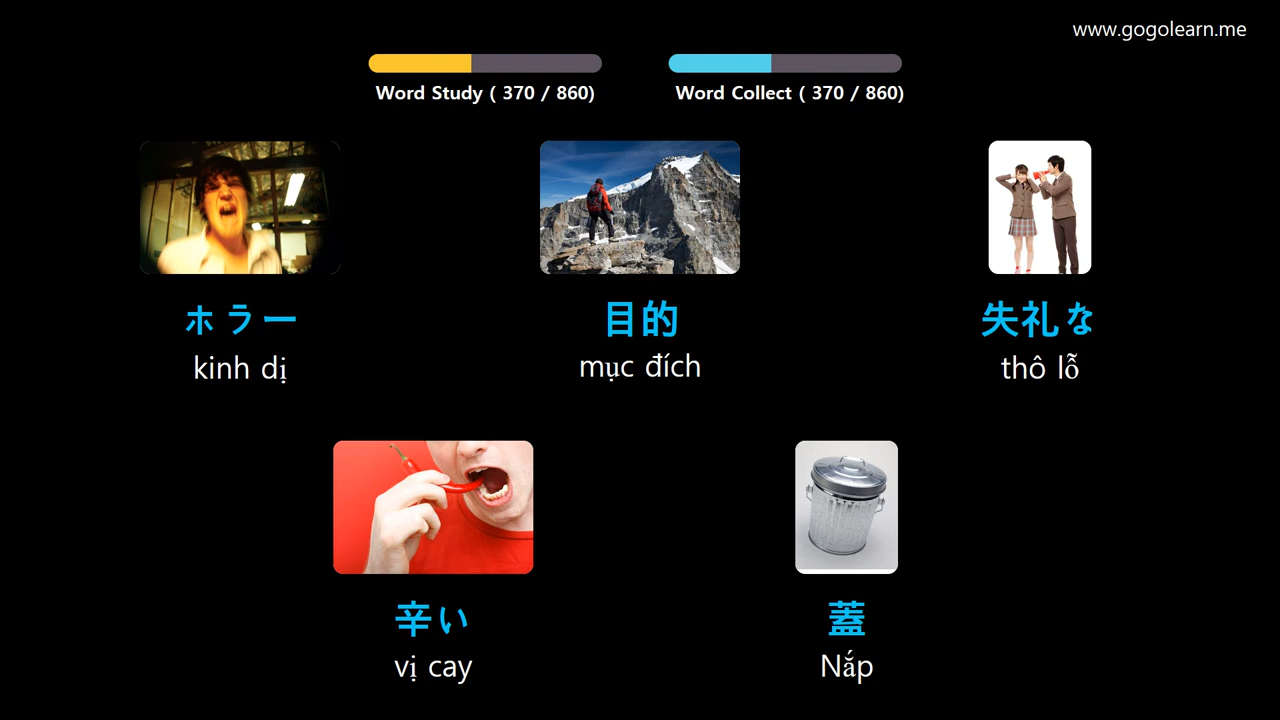 www.gogolearn.me
Word Study ( 370 / 860)
Word Collect ( 370 / 860)
ホラー
kinh dị
目的
mục đích
失礼な
thô lỗ
辛い
vị cay
蓋
Nắp